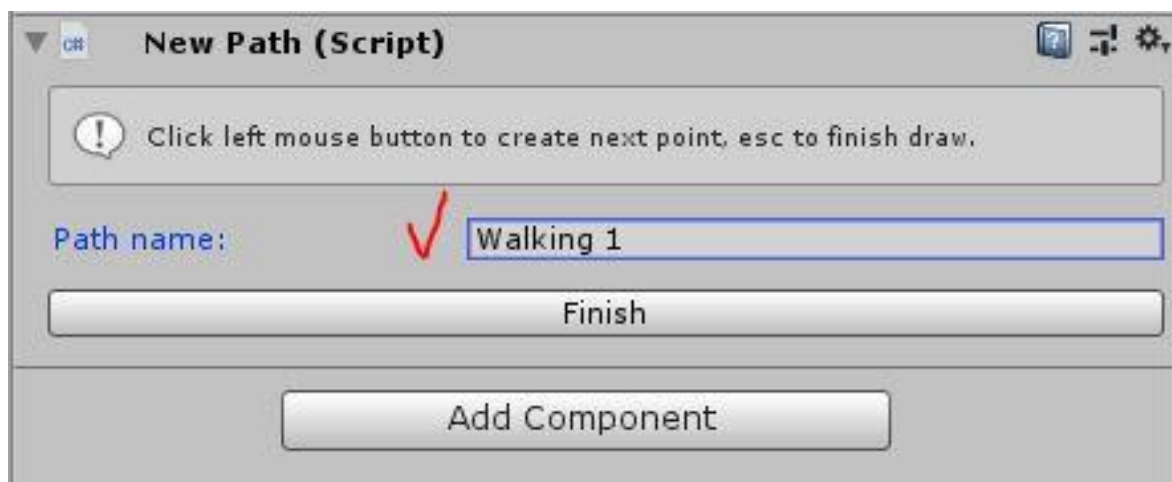 C#
New Path (Script)
Click left mouse button to create next point, esc to finish draw.
Path name:
Walking 1
Finish
Add Component